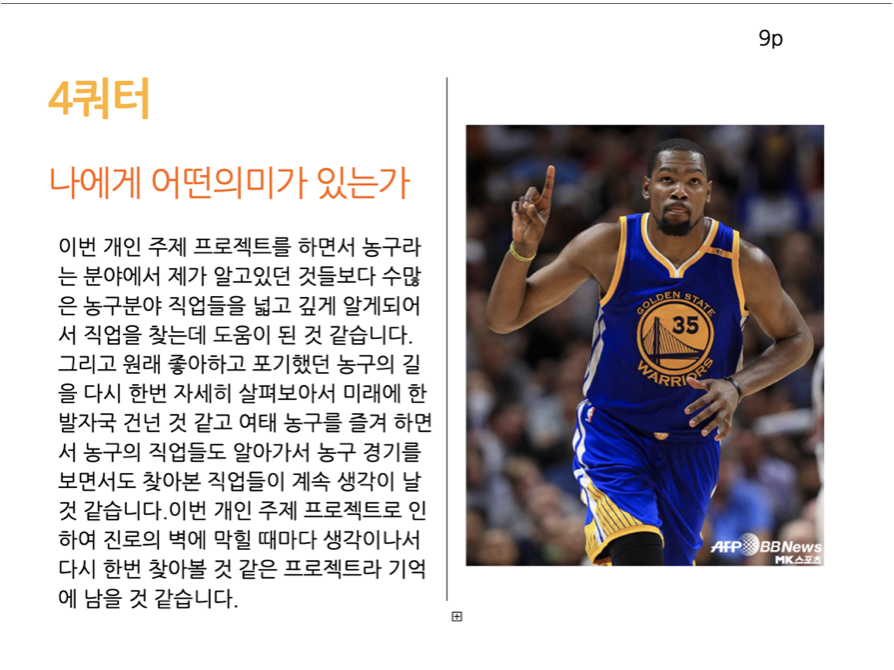 9p
4쿼터
나에게 어떤의미가 있는가
이번 개인 주제 프로젝트를 하면서 농구라
는 분야에서 제가 알고있던 것들보다 수많
은 농구분야 직업들을 넓고 깊게 알게되어
서 직업을 찾는데 도움이 된 것 같습니다.
그리고 원래 좋아하고 포기했던 농구의 길
을 다시 한번 자세히 살펴보아서 미래에 한
발자국 건넌 것 같고 여태 농구를 즐겨 하면
서 농구의 직업들도 알아가서 농구 경기를
보면서도 찾아본 직업들이 계속 생각이 날
것 같습니다.이번 개인 주제 프로젝트로 인
하여 진로의 벽에 막힐 때마다 생각이나서
다시 한번 찾아볼 것 같은 프로젝트라 기억
에 남을 것 같습니다.
GOLDEN STATE
35
WARRIORS
AFP BBNews
MK스포츠